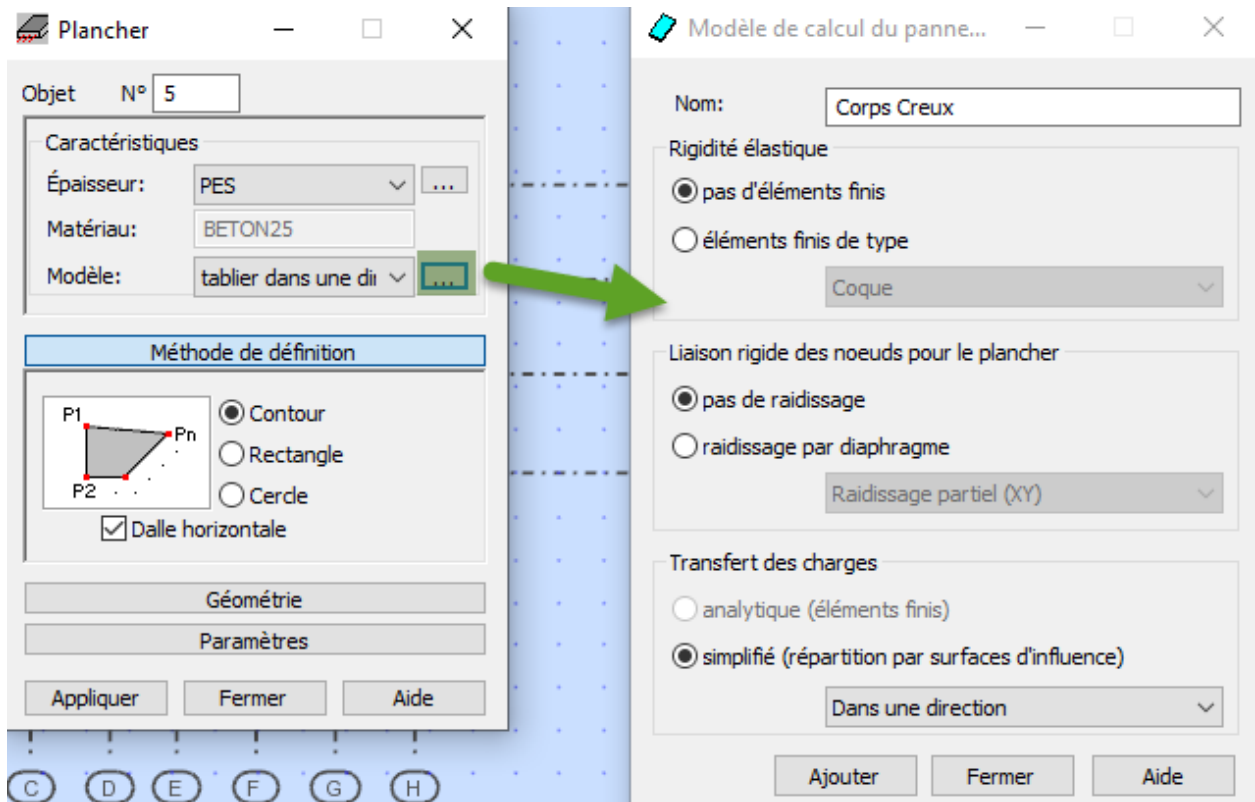 Plancher
Objet N° 5
Caractéristiques
Épaisseur: PES ...
Matériau: BETON25
Modèle: tablier dans une dir ...
Méthode de définition
P1
Pn
P2
Contour
Rectangle
Cercle
Dalle horizontale
Géométrie
Paramètres
Appliquer Fermer Aide
C D E F G H
Modèle de calcul du panne...
Nom: Corps Creux
Rigidité élastique
pas d'éléments finis
éléments finis de type
Coque
Liaison rigide des noeuds pour le plancher
pas de raidissage
raidissage par diaphragme
Raidissage partiel (XY)
Transfert des charges
analytique (éléments finis)
simplifié (répartition par surfaces d'influence)
Dans une direction
Ajouter Fermer Aide